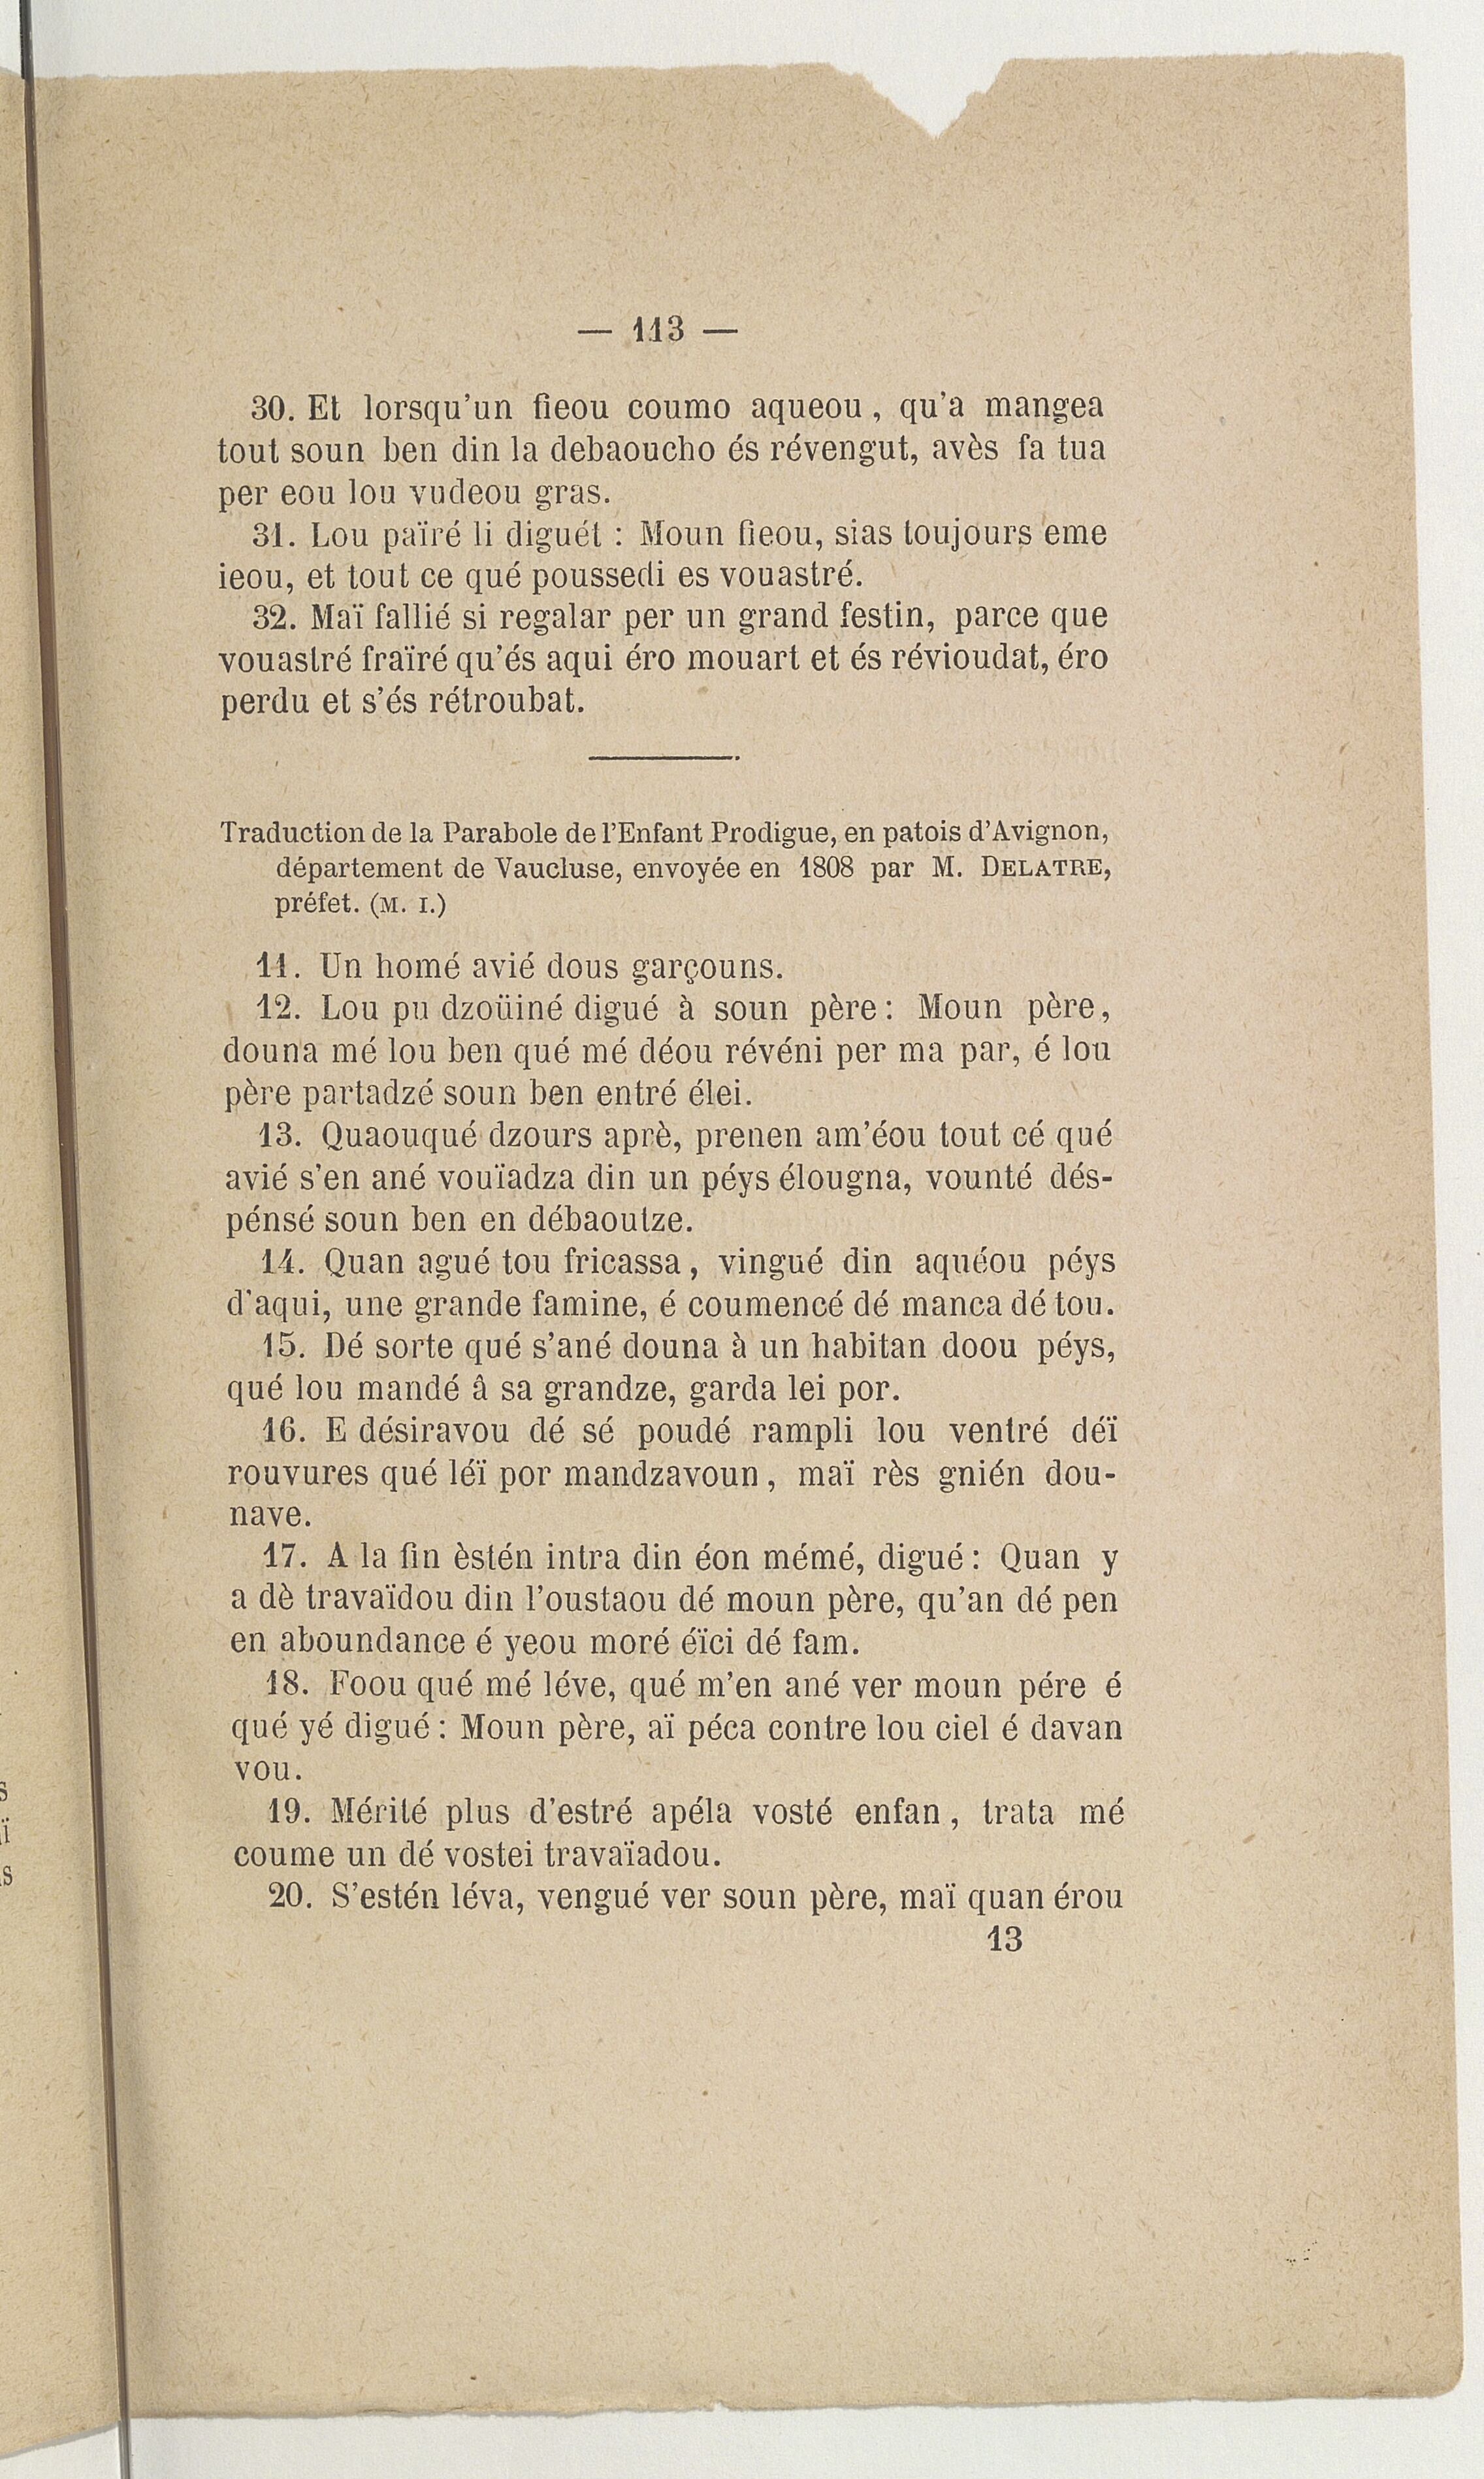 — 113 —
30. Et lorsqu'un fieou coumo aqueou, qu'a mangea
tout soun ben din la debaoucho és révengut, avès fa tua
per eou lou vudeou gras.
31. Lou païré li diguét : Moun fieou, sias toujours eme
ieou, et tout ce qué poussedi es vouastré.
32. Maï fallié si regalar per un grand festin, parce que
vouastré fraïré qu'és aqui éro mouart et és révioudat, éro
perdu et s'és rétroubat.
Traduction de la Parabole de l'Enfant Prodigue, en patois d'Avignon,
département de Vaucluse, envoyée en 1808 par M. DELATRE,
préfet. (M. I.)
11. Un homé avié dous garçouns.
12. Lou pu dzoüiné digué à soun père : Moun père,
douna mé lou ben qué mé déou révéni per ma par, é lou
père partadzé soun ben entré élei.
13. Quaouqué dzours aprè, prenen am'éou tout cé qué
avié s'en ané vouïadza din un péys élougna, vounté dés-
pénsé soun ben en débaoutze.
14. Quan agué tou fricassa, vingué din aquéou péys
d'aqui, une grande famine, é coumencé dé manca dé tou.
15. Dé sorte qué s'ané douna à un habitan doou péys,
qué lou mandé â sa grandze, garda lei por.
16. E désiravou dé sé poudé rampli lou ventré déï
rouvures qué léï por mandzavoun, maï rès gnién dou-
nave.
17. A la fin èstén intra din éon mémé, digué : Quan y
a dè travaïdou din l'oustaou dé moun père, qu'an dé pen
en aboundance é yeou moré éïci dé fam.
18. Foou qué mé léve, qué m'en ané ver moun pére é
qué yé digué : Moun père, aï péca contre lou ciel é davan
vou.
19. Mérité plus d'estré apéla vosté enfan, trata mé
coume un dé vostei travaïadou.
20. S'estén léva, vengué ver soun père, maï quan érou
13